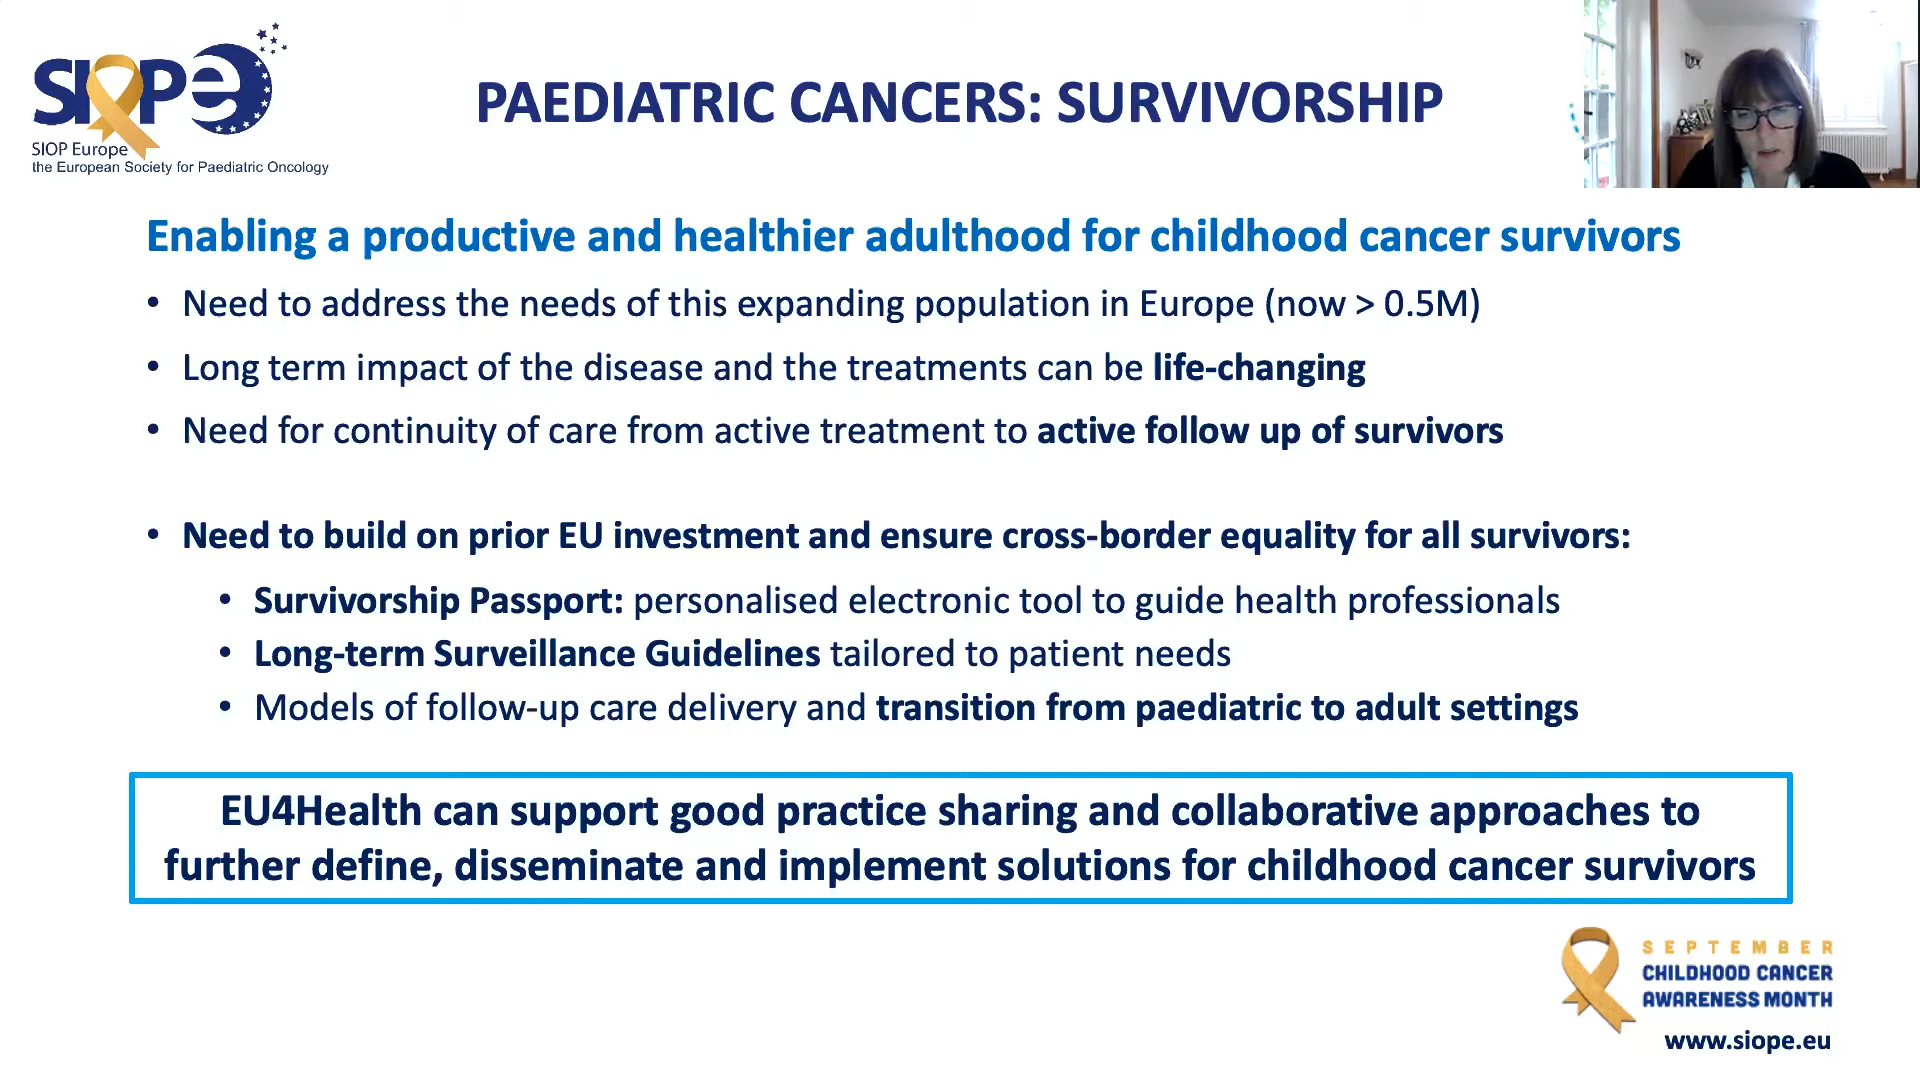 SIOPe
SIOP Europe
the European Society for Paediatric Oncology
PAEDIATRIC CANCERS: SURVIVORSHIP
Enabling a productive and healthier adulthood for childhood cancer survivors
• Need to address the needs of this expanding population in Europe (now > 0.5M)
• Long term impact of the disease and the treatments can be life-changing
• Need for continuity of care from active treatment to active follow up of survivors
• Need to build on prior EU investment and ensure cross-border equality for all survivors:
• Survivorship Passport: personalised electronic tool to guide health professionals
• Long-term Surveillance Guidelines tailored to patient needs
• Models of follow-up care delivery and transition from paediatric to adult settings
EU4Health can support good practice sharing and collaborative approaches to
further define, disseminate and implement solutions for childhood cancer survivors
SEPTEMBER
CHILDHOOD CANCER
AWARENESS MONTH
www.siope.eu